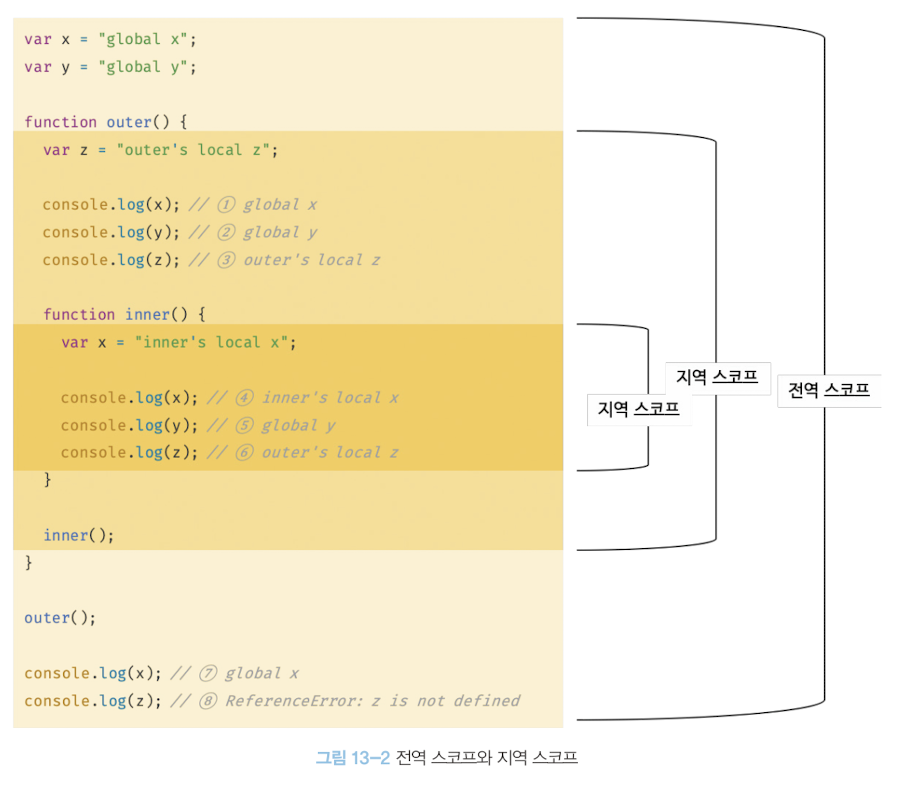 var x = "global x";
var y = "global y";
function outer() {
var z = "outer's local z";
console.log(x); // ① global x
console.log(y); // ② global y
console.log(z); // ③ outer's local z
function inner() {
var x = "inner's local x";
console.log(x); // ④ inner's local x
console.log(y); // ⑤ global y
console.log(z); // ⑥ outer's local z
}
inner();
}
outer();
console.log(x); // ⑦ global x
console.log(z); // ⑧ ReferenceError: z is not defined
지역 스코프
지역 스코프
전역 스코프
그림 13-2 전역 스코프와 지역 스코프